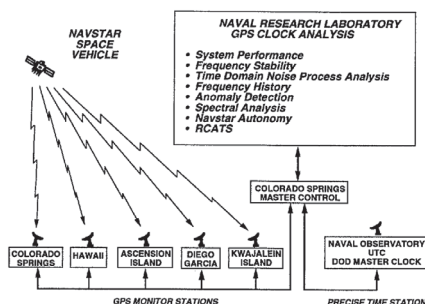 NAVSTAR
SPACE
VEHICLE
NAVAL RESEARCH LABORATORY
GPS CLOCK ANALYSIS
• System Performance
• Frequency Stability
• Time Domain Noise Process Analysis
• Frequency History
• Anomaly Detection
• Spectral Analysis
• Navstar Autonomy
• RCATS
COLORADO SPRINGS
MASTER CONTROL
COLORADO
SPRINGS
HAWAII
ASCENSION
ISLAND
DIEGO
GARCIA
KWAJALEIN
ISLAND
NAVAL OBSERVATORY
UTC
DOD MASTER CLOCK
GPS MONITOR STATIONS
PRECISE TIME STATION